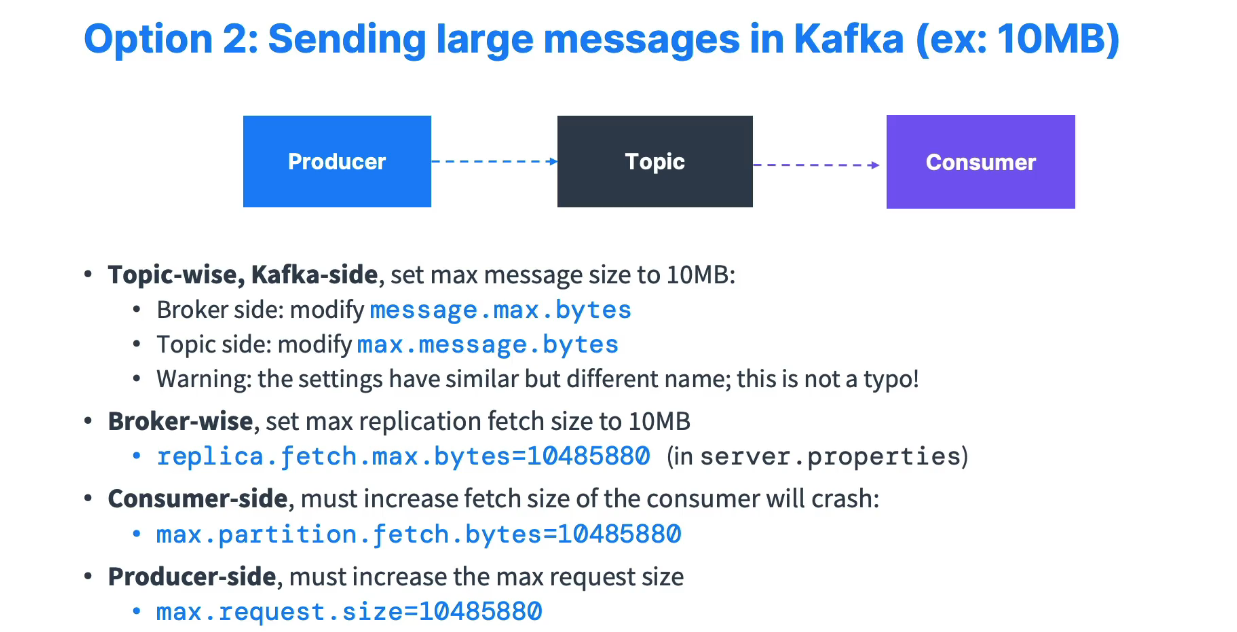 Option 2: Sending large messages in Kafka (ex: 10MB)
Producer
Topic
Consumer
• Topic-wise, Kafka-side, set max message size to 10MB:
• Broker side: modify message.max.bytes
• Topic side: modify max.message.bytes
• Warning: the settings have similar but different name; this is not a typo!
• Broker-wise, set max replication fetch size to 10MB
• replica.fetch.max.bytes=10485880 (in server.properties)
• Consumer-side, must increase fetch size of the consumer will crash:
• max.partition.fetch.bytes=10485880
• Producer-side, must increase the max request size
• max.request.size=10485880